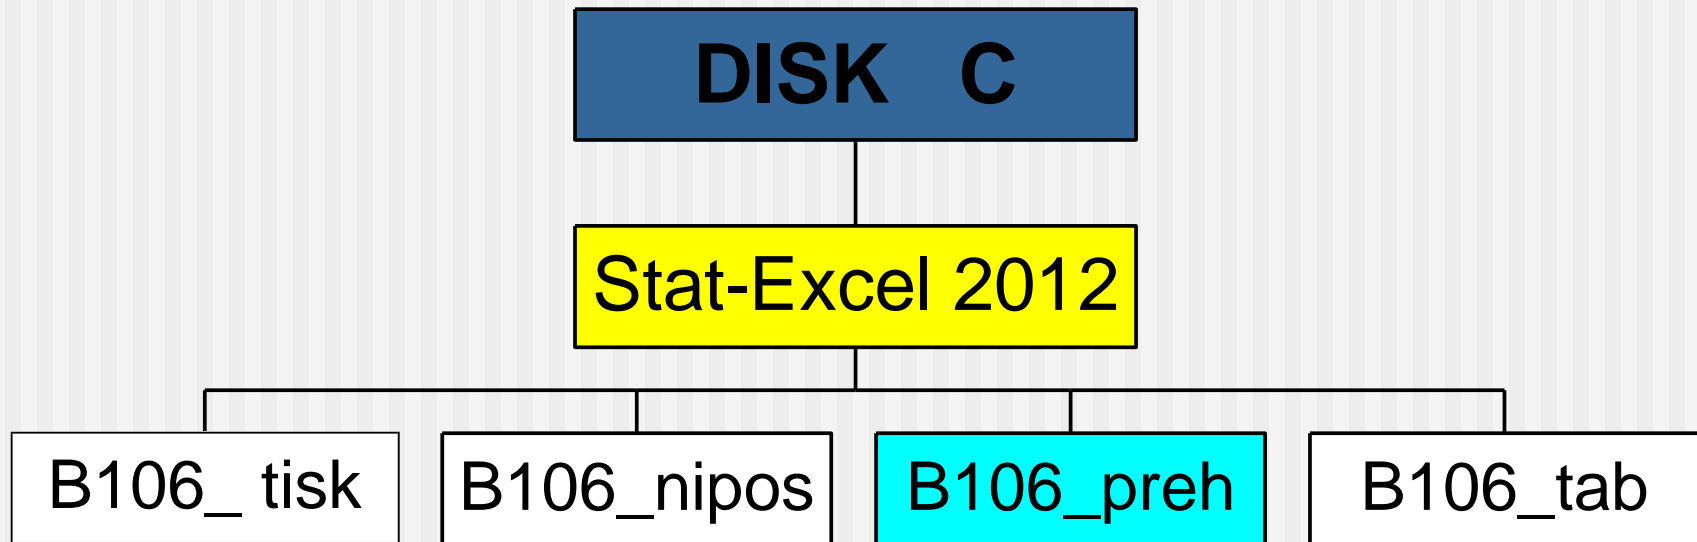 DISK C
Stat-Excel 2012
B106_ tisk
B106_nipos
B106_preh
B106_tab